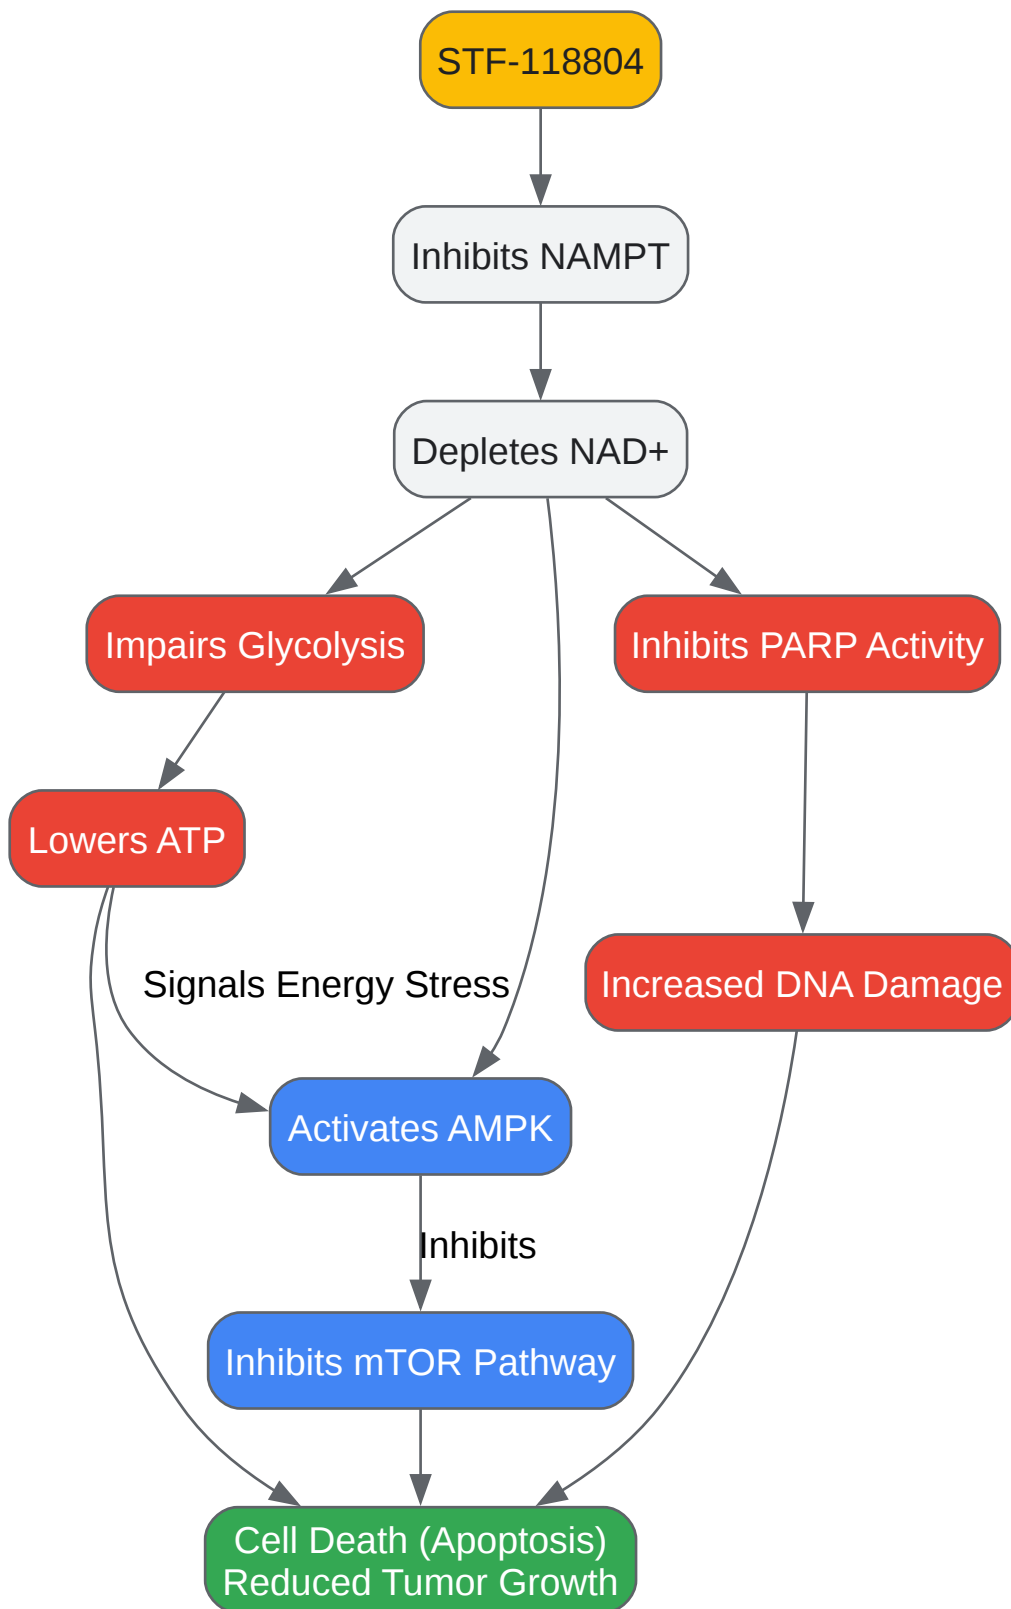 STF-118804
Inhibits NAMPT
Depletes NAD+
Impairs Glycolysis
Inhibits PARP Activity
Lowers ATP
Signals Energy Stress
Increased DNA Damage
Activates AMPK
Inhibits
Inhibits mTOR Pathway
Cell Death (Apoptosis)
Reduced Tumor Growth